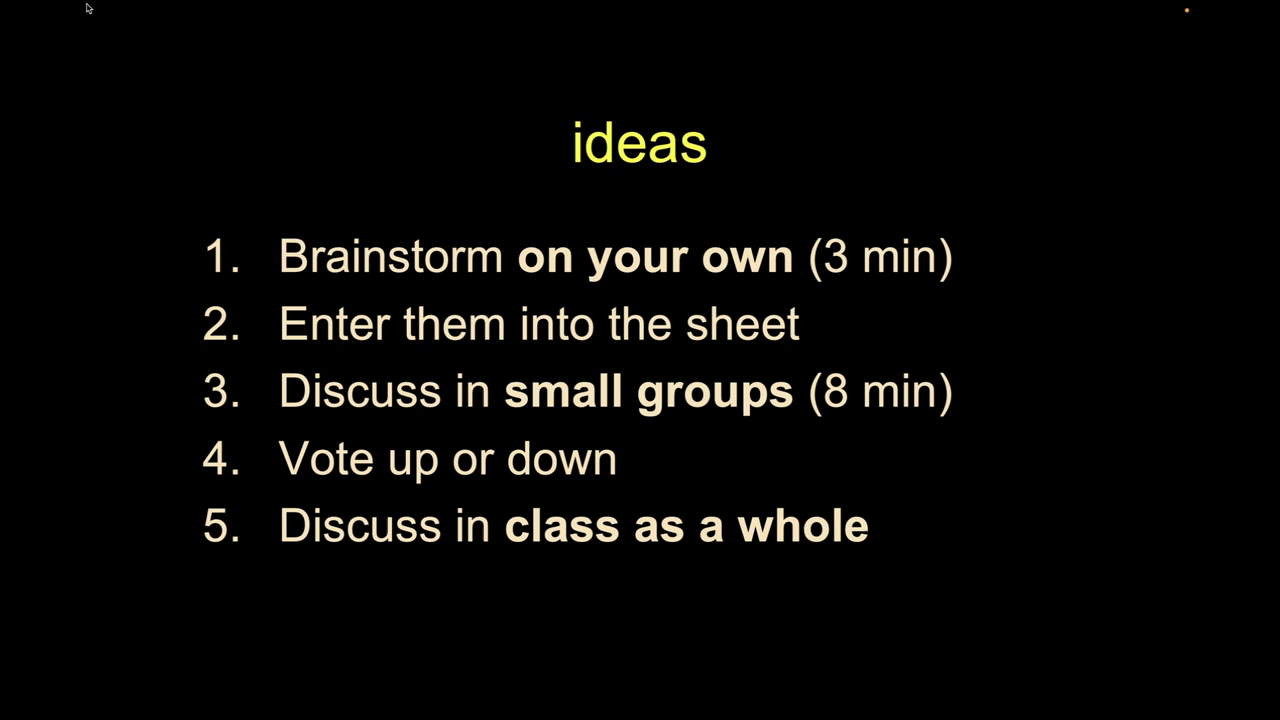 ideas
1. Brainstorm on your own (3 min)
2. Enter them into the sheet
3. Discuss in small groups (8 min)
4. Vote up or down
5. Discuss in class as a whole